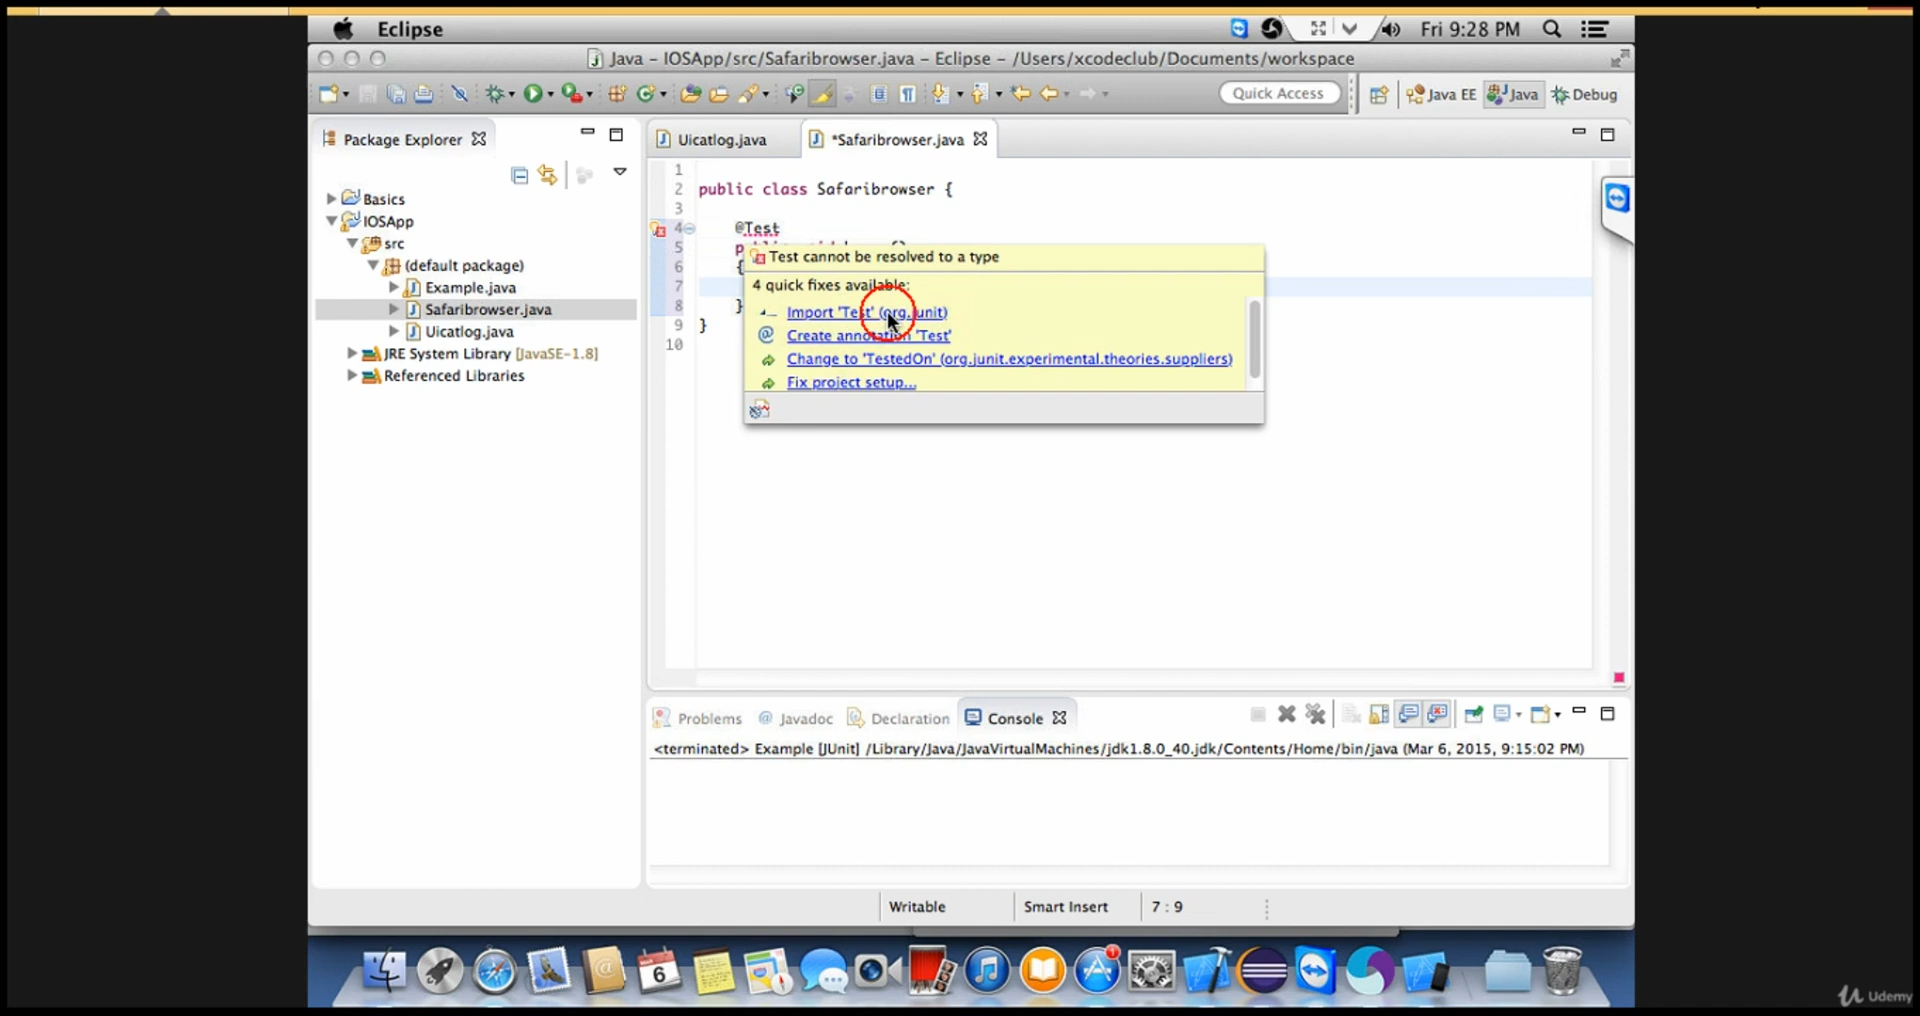 Eclipse
Fri 9:28 PM
Java - IOSApp/src/Safaribrowser.java - Eclipse - /Users/xcodeclub/Documents/workspace
Quick Access
Java EE
Java
Debug
Package Explorer
Uicatlog.java
*Safaribrowser.java
Basics
IOSApp
src
(default package)
Example.java
Safaribrowser.java
Uicatlog.java
JRE System Library [JavaSE-1.8]
Referenced Libraries
1
2 public class Safaribrowser {
3
4 @Test
5
6 {
7
8 }
9 }
10
Test cannot be resolved to a type
4 quick fixes available:
Import 'Test' (org.junit)
Create annotation 'Test'
Change to 'TestedOn' (org.junit.experimental.theories.suppliers)
Fix project setup...
Problems
@ Javadoc
Declaration
Console
<terminated> Example [JUnit] /Library/Java/JavaVirtualMachines/jdk1.8.0_40.jdk/Contents/Home/bin/java (Mar 6, 2015, 9:15:02 PM)
Writable
Smart Insert
7 : 9
6
1
Udemy